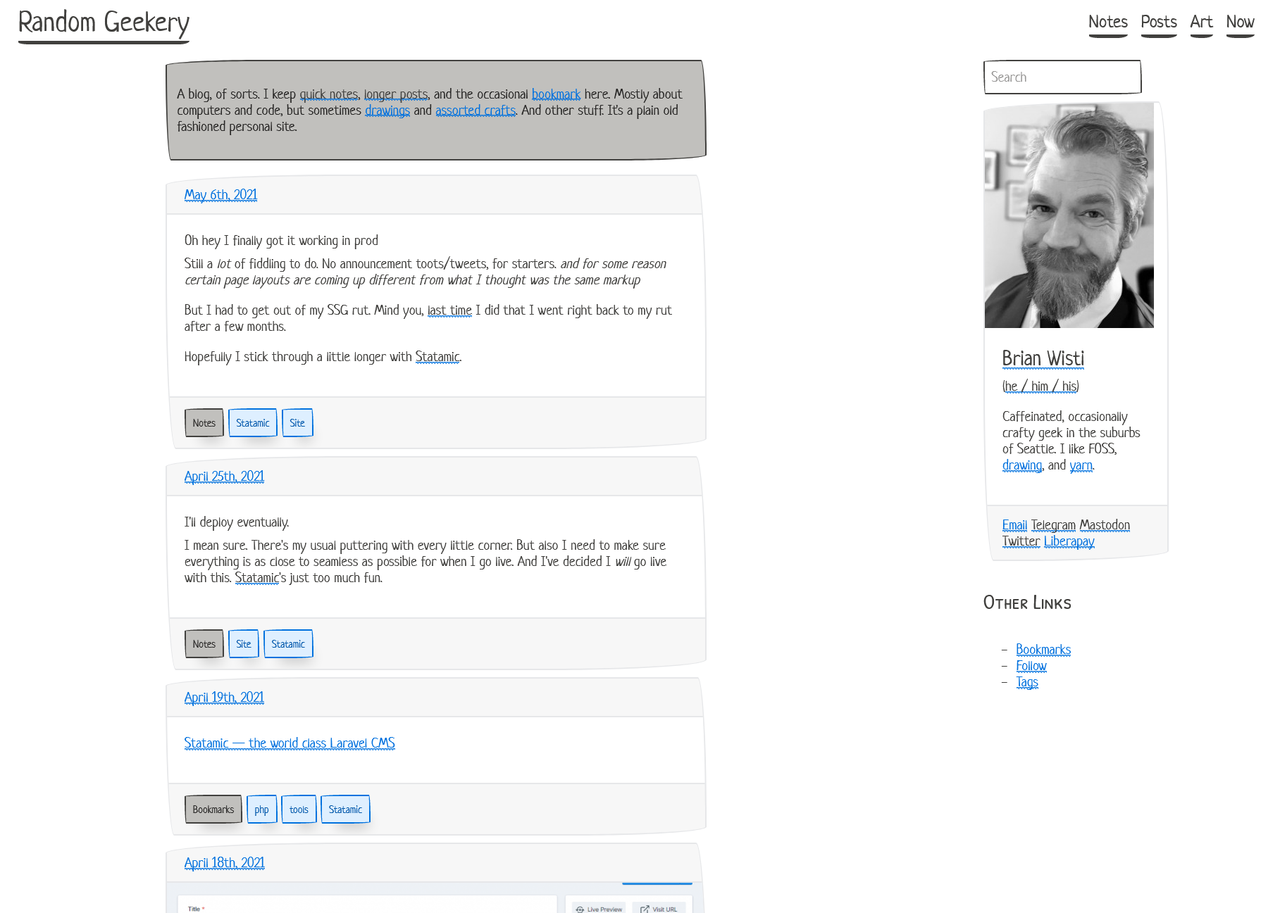 Random Geekery
Notes Posts Art Now
A blog, of sorts. I keep quick notes, longer posts, and the occasional bookmark here. Mostly about
computers and code, but sometimes drawings and assorted crafts. And other stuff. It's a plain old
fashioned personal site.
May 6th, 2021
Oh hey I finally got it working in prod
Still a lot of fiddling to do. No announcement toots/tweets, for starters. and for some reason
certain page layouts are coming up different from what I thought was the same markup
But I had to get out of my SSG rut. Mind you, last time I did that I went right back to my rut
after a few months.
Hopefully I stick through a little longer with Statamic.
Notes Statamic Site
April 25th, 2021
I'll deploy eventually.
I mean sure. There's my usual puttering with every little corner. But also I need to make sure
everything is as close to seamless as possible for when I go live. And I've decided I will go live
with this. Statamic's just too much fun.
Notes Site Statamic
April 19th, 2021
Statamic — the world class Laravel CMS
Bookmarks php tools Statamic
April 18th, 2021
Title *
Live Preview Visit URL
Search
Brian Wisti
(he / him / his)
Caffeinated, occasionally
crafty geek in the suburbs
of Seattle. I like FOSS,
drawing, and yarn.
Email Telegram Mastodon
Twitter Liberapay
Other Links
– Bookmarks
– Follow
– Tags